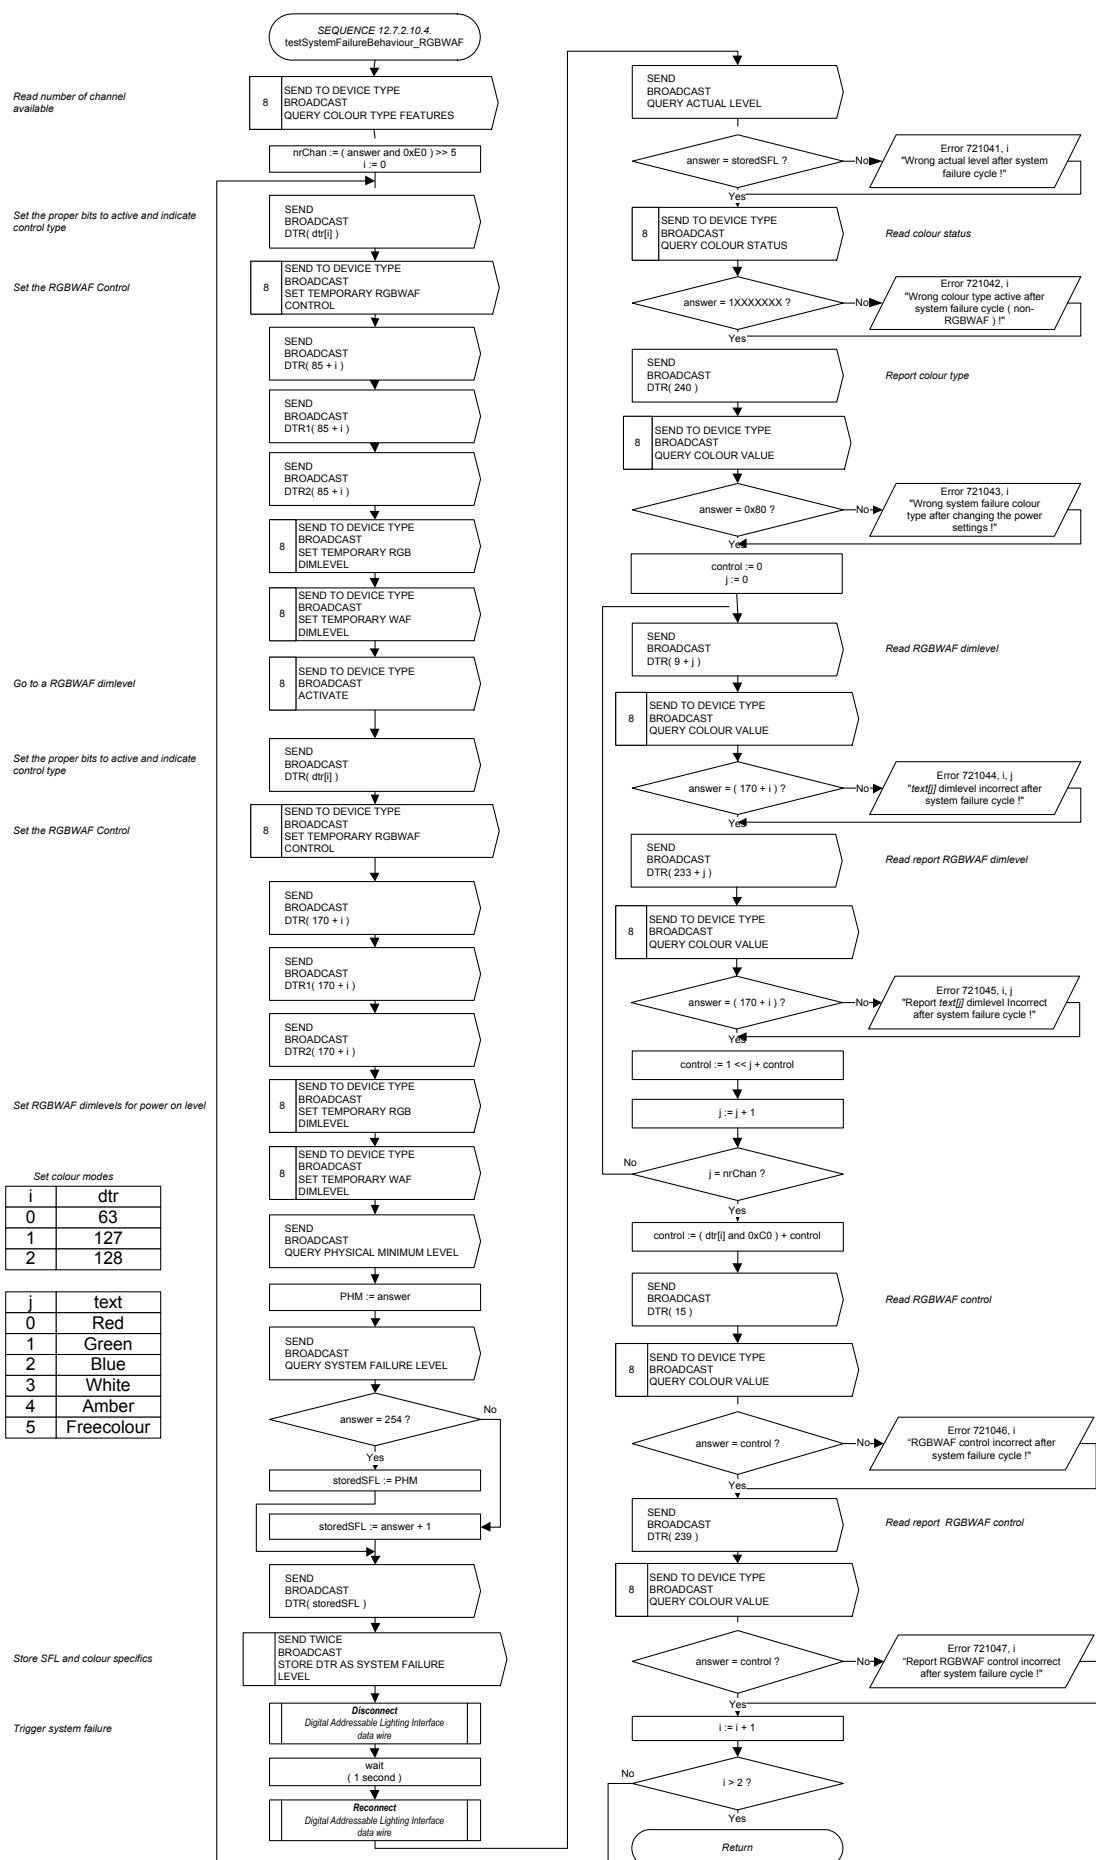 SEQUENCE 12.7.2.10.4.
testSystemFailureBehaviour_RGBWAF
Read number of channel
available
8
SEND TO DEVICE TYPE
BROADCAST
QUERY COLOUR TYPE FEATURES
nrChan := ( answer and 0xE0 ) >> 5
i := 0
Set the proper bits to active and indicate
control type
SEND
BROADCAST
DTR( dtr[i] )
Set the RGBWAF Control
8
SEND TO DEVICE TYPE
BROADCAST
SET TEMPORARY RGBWAF
CONTROL
SEND
BROADCAST
DTR( 85 + i )
SEND
BROADCAST
DTR1( 85 + i )
SEND
BROADCAST
DTR2( 85 + i )
8
SEND TO DEVICE TYPE
BROADCAST
SET TEMPORARY RGB
DIMLEVEL
8
SEND TO DEVICE TYPE
BROADCAST
SET TEMPORARY WAF
DIMLEVEL
Go to a RGBWAF dimlevel
8
SEND TO DEVICE TYPE
BROADCAST
ACTIVATE
Set the proper bits to active and indicate
control type
SEND
BROADCAST
DTR( dtr[i] )
Set the RGBWAF Control
8
SEND TO DEVICE TYPE
BROADCAST
SET TEMPORARY RGBWAF
CONTROL
SEND
BROADCAST
DTR( 170 + i )
SEND
BROADCAST
DTR1( 170 + i )
SEND
BROADCAST
DTR2( 170 + i )
Set RGBWAF dimlevels for power on level
8
SEND TO DEVICE TYPE
BROADCAST
SET TEMPORARY RGB
DIMLEVEL
8
SEND TO DEVICE TYPE
BROADCAST
SET TEMPORARY WAF
DIMLEVEL
Set colour modes
i dtr
0 63
1 127
2 128
j text
0 Red
1 Green
2 Blue
3 White
4 Amber
5 Freecolour
SEND
BROADCAST
QUERY PHYSICAL MINIMUM LEVEL
PHM := answer
SEND
BROADCAST
QUERY SYSTEM FAILURE LEVEL
answer = 254 ?
No
Yes
storedSFL := PHM
storedSFL := answer + 1
SEND
BROADCAST
DTR( storedSFL )
Store SFL and colour specifics
SEND TWICE
BROADCAST
STORE DTR AS SYSTEM FAILURE
LEVEL
Trigger system failure
Disconnect
Digital Addressable Lighting Interface
data wire
wait
( 1 second )
Reconnect
Digital Addressable Lighting Interface
data wire
SEND
BROADCAST
QUERY ACTUAL LEVEL
answer = storedSFL ?
No
Error 721041, i
"Wrong actual level after system
failure cycle !"
Yes
8
SEND TO DEVICE TYPE
BROADCAST
QUERY COLOUR STATUS
Read colour status
answer = 1XXXXXXX ?
No
Error 721042, i
"Wrong colour type active after
system failure cycle ( non-
RGBWAF ) !"
Yes
SEND
BROADCAST
DTR( 240 )
Report colour type
8
SEND TO DEVICE TYPE
BROADCAST
QUERY COLOUR VALUE
answer = 0x80 ?
No
Error 721043, i
"Wrong system failure colour
type after changing the power
settings !"
Yes
control := 0
j := 0
SEND
BROADCAST
DTR( 9 + j )
Read RGBWAF dimlevel
8
SEND TO DEVICE TYPE
BROADCAST
QUERY COLOUR VALUE
answer = ( 170 + i ) ?
No
Error 721044, i, j
"text[j] dimlevel incorrect after
system failure cycle !"
Yes
SEND
BROADCAST
DTR( 233 + j )
Read report RGBWAF dimlevel
8
SEND TO DEVICE TYPE
BROADCAST
QUERY COLOUR VALUE
answer = ( 170 + i ) ?
No
Error 721045, i, j
"Report text[j] dimlevel Incorrect
after system failure cycle !"
Yes
control := 1 << j + control
j := j + 1
No
j = nrChan ?
Yes
control := ( dtr[i] and 0xC0 ) + control
SEND
BROADCAST
DTR( 15 )
Read RGBWAF control
8
SEND TO DEVICE TYPE
BROADCAST
QUERY COLOUR VALUE
answer = control ?
No
Error 721046, i
"RGBWAF control incorrect after
system failure cycle !"
Yes
SEND
BROADCAST
DTR( 239 )
Read report RGBWAF control
8
SEND TO DEVICE TYPE
BROADCAST
QUERY COLOUR VALUE
answer = control ?
No
Error 721047, i
"Report RGBWAF control incorrect
after system failure cycle !"
Yes
i := i + 1
No
i > 2 ?
Yes
Return